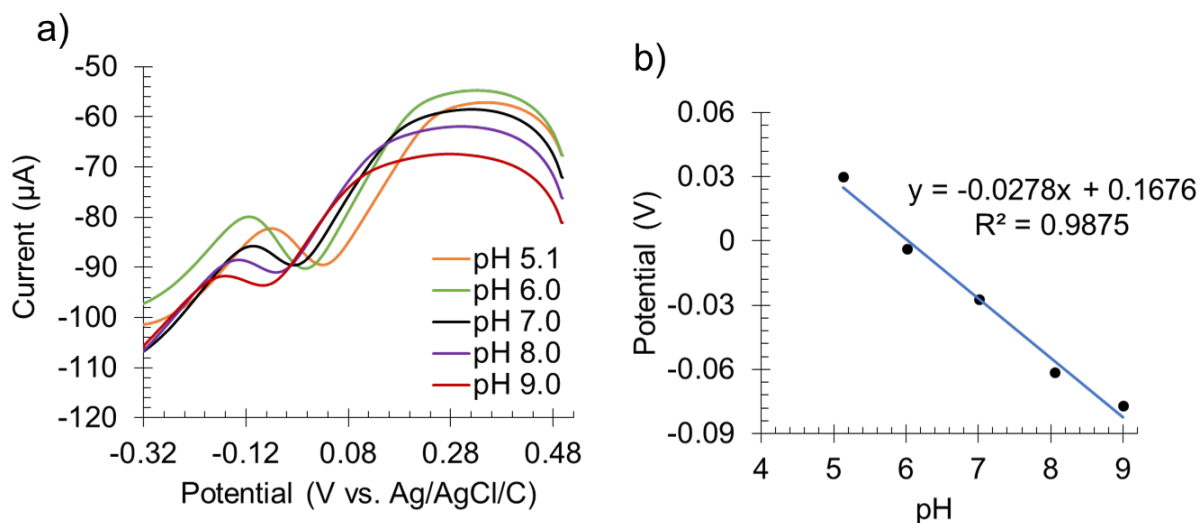 a)
-50
-60
-70
-80
-90
-100
-110
-120
Current (µA)
pH 5.1
pH 6.0
pH 7.0
pH 8.0
pH 9.0
-0.32 -0.12 0.08 0.28 0.48
Potential (V vs. Ag/AgCl/C)
b)
0.06
0.03
0
-0.03
-0.06
-0.09
Potential (V)
y = -0.0278x + 0.1676
R² = 0.9875
4 5 6 7 8 9
pH